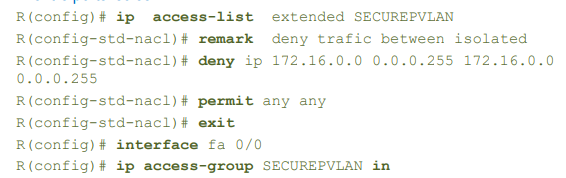 R(config)# ip access-list extended SECUREPVLAN
R(config-std-nacl)# remark deny trafic between isolated
R(config-std-nacl)# deny ip 172.16.0.0 0.0.0.255 172.16.0.0
0.0.0.255
R(config-std-nacl)# permit any any
R(config-std-nacl)# exit
R(config)# interface fa 0/0
R(config)# ip access-group SECUREPVLAN in